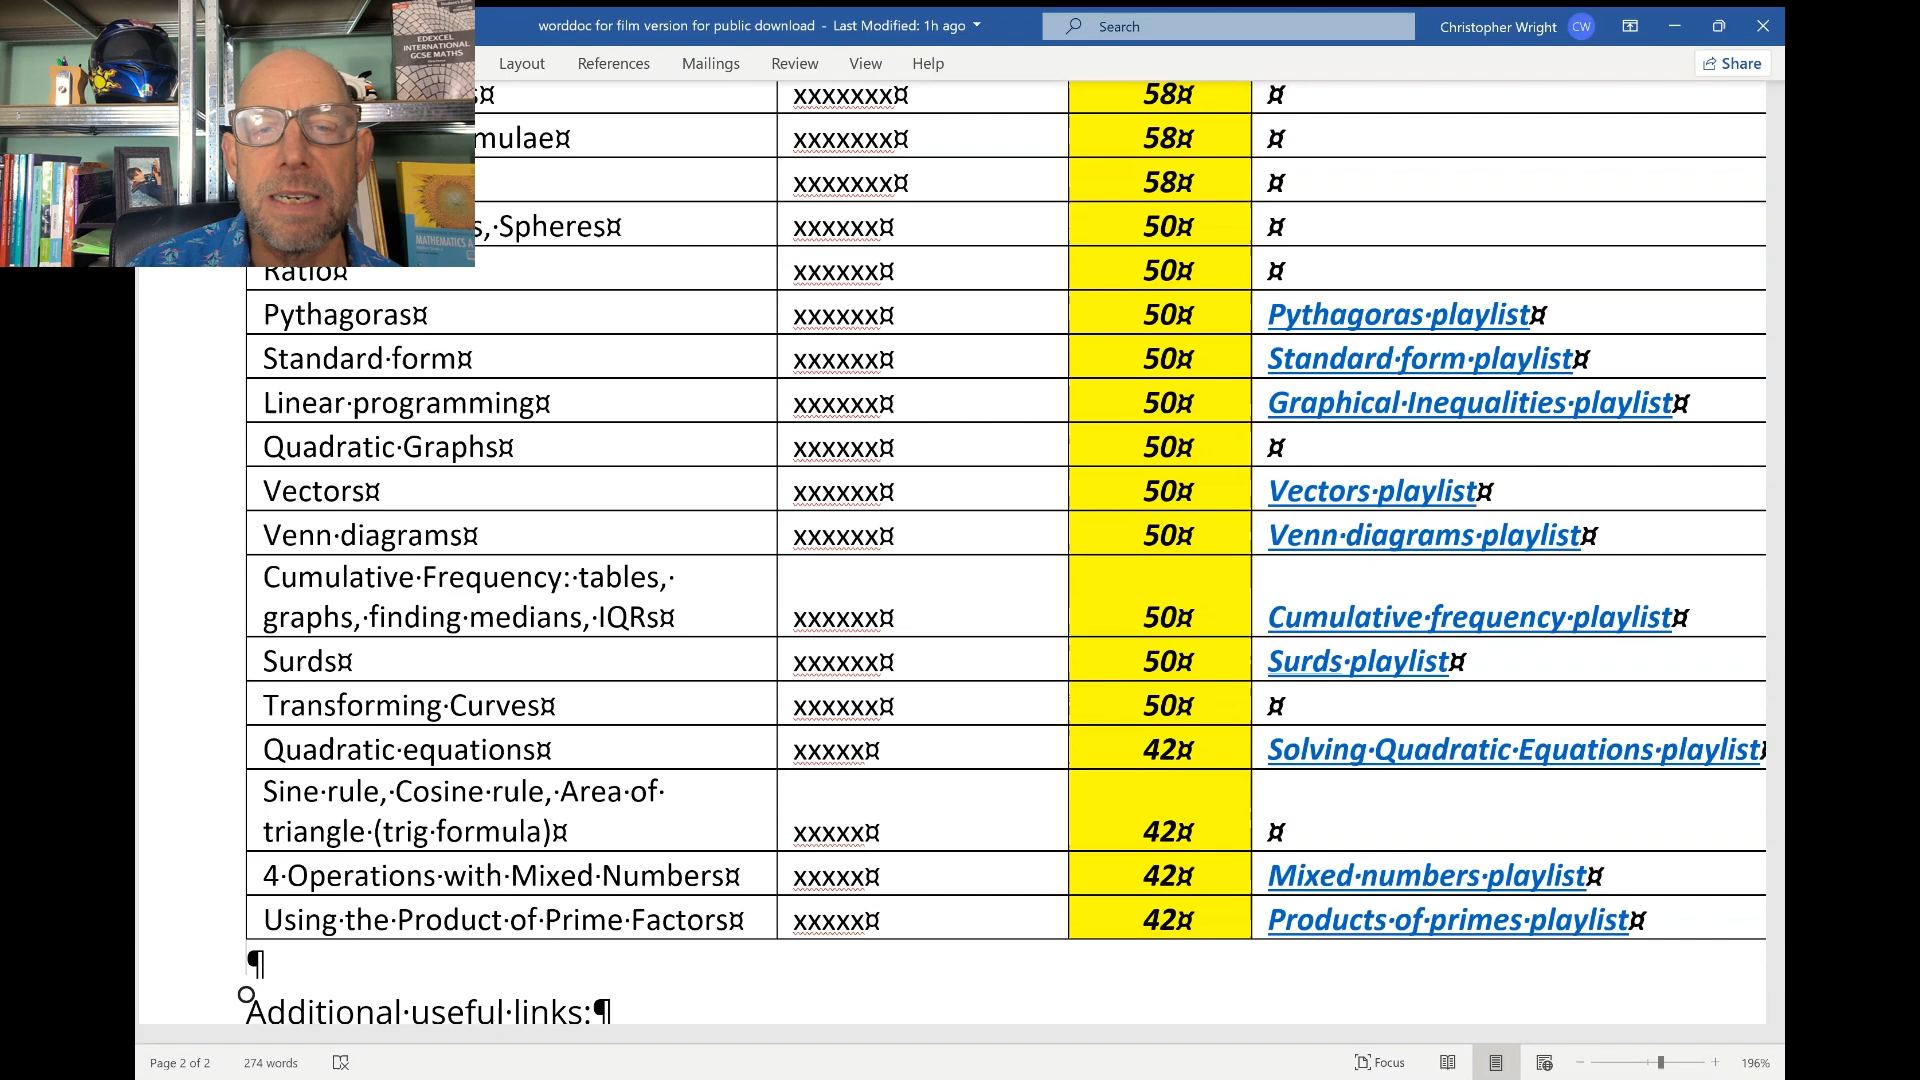 EDEXCEL
INTERNATIONAL
GCSE MATHS
MATHEMATICS A
worddoc for film version for public download - Last Modified: 1h ago
Search
Christopher Wright CW
Layout References Mailings Review View Help Share
s¤ xxxxxxx¤ 58¤ ¤
mulae¤ xxxxxxx¤ 58¤ ¤
xxxxxxx¤ 58¤ ¤
s,·Spheres¤ xxxxxx¤ 50¤ ¤
Ratio¤ xxxxxx¤ 50¤ ¤
Pythagoras¤ xxxxxx¤ 50¤ Pythagoras·playlist¤
Standard·form¤ xxxxxx¤ 50¤ Standard·form·playlist¤
Linear·programming¤ xxxxxx¤ 50¤ Graphical·Inequalities·playlist¤
Quadratic·Graphs¤ xxxxxx¤ 50¤ ¤
Vectors¤ xxxxxx¤ 50¤ Vectors·playlist¤
Venn·diagrams¤ xxxxxx¤ 50¤ Venn·diagrams·playlist¤
Cumulative·Frequency:·tables,·
graphs,·finding·medians,·IQRs¤ xxxxxx¤ 50¤ Cumulative·frequency·playlist¤
Surds¤ xxxxxx¤ 50¤ Surds·playlist¤
Transforming·Curves¤ xxxxxx¤ 50¤ ¤
Quadratic·equations¤ xxxxx¤ 42¤ Solving·Quadratic·Equations·playlist¤
Sine·rule,·Cosine·rule,·Area·of·
triangle·(trig·formula)¤ xxxxx¤ 42¤ ¤
4·Operations·with·Mixed·Numbers¤ xxxxx¤ 42¤ Mixed·numbers·playlist¤
Using·the·Product·of·Prime·Factors¤ xxxxx¤ 42¤ Products·of·primes·playlist¤
¶
Additional·useful·links:¶
Page 2 of 2 274 words Focus 196%